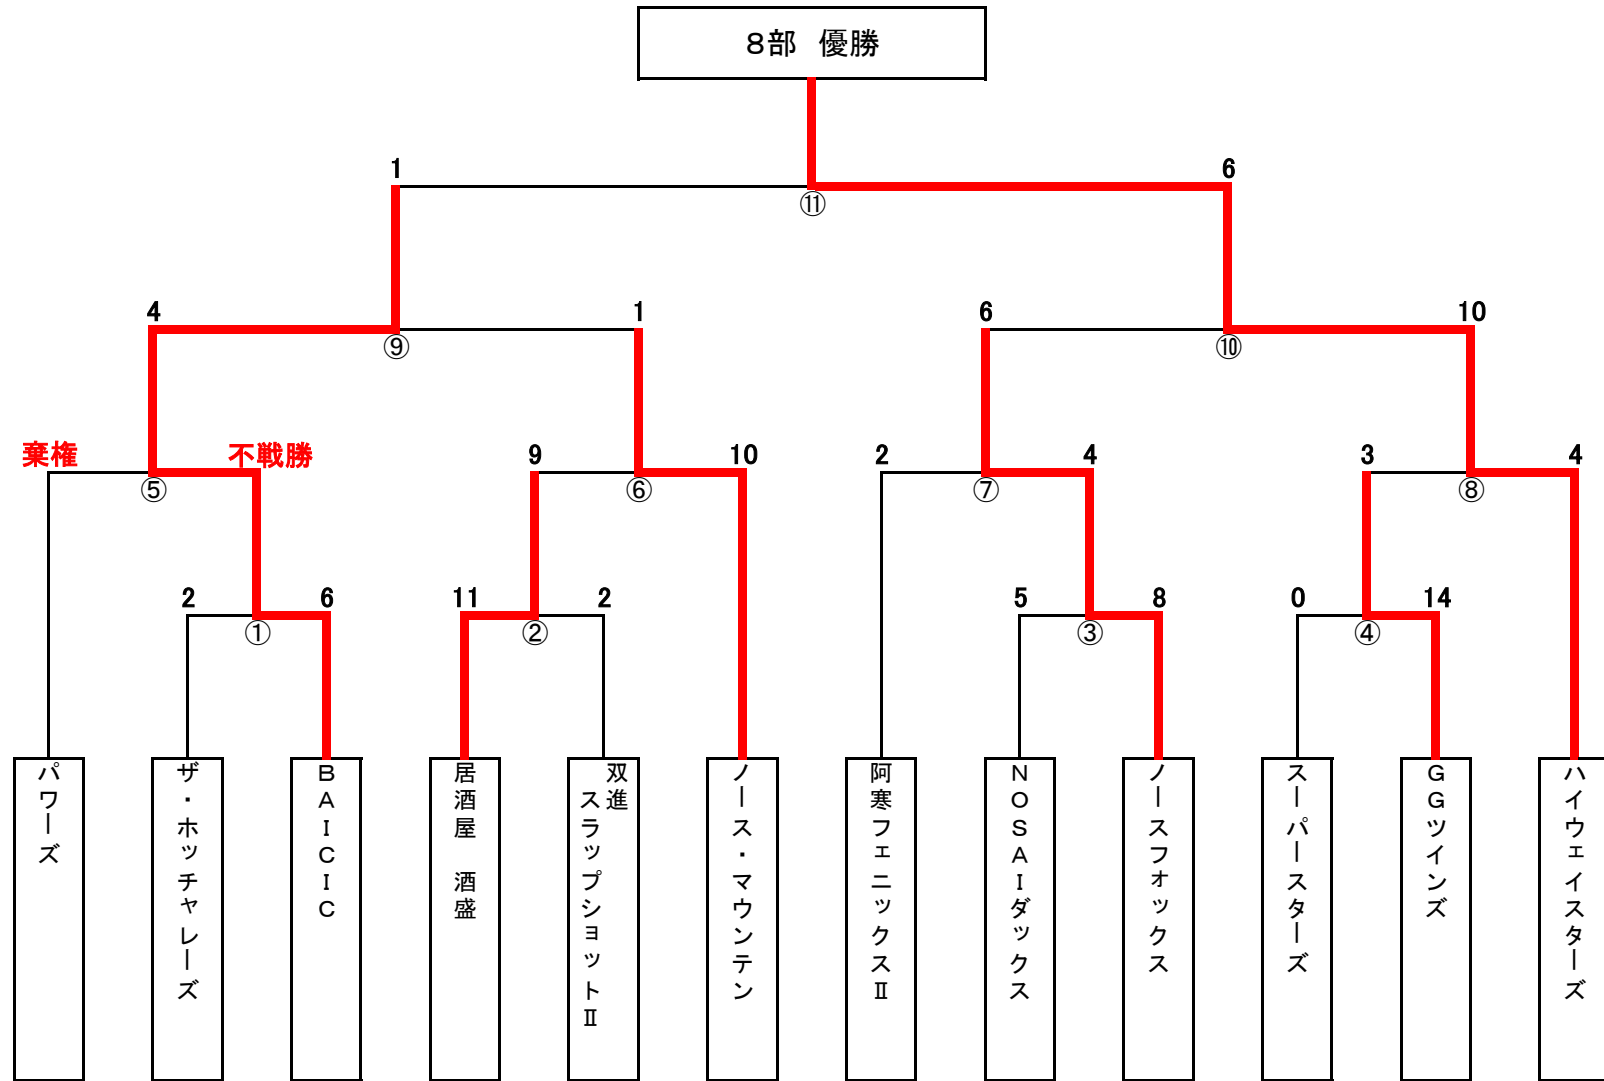 8部 優勝
1
6
⑪
4
1
6
10
⑨
⑩
棄権
不戦勝
9
10
2
4
3
4
⑤
⑥
⑦
⑧
2
6
11
2
5
8
0
14
①
②
③
④
パワーズ
ザ・ホッチャレーズ
BAICIC
居酒屋 酒盛
双進
スラップショットⅡ
ノース・マウンテン
阿寒フェニックスⅡ
NOSAIダックス
ノースフォックス
スーパースターズ
GGツインズ
ハイウェイスターズ